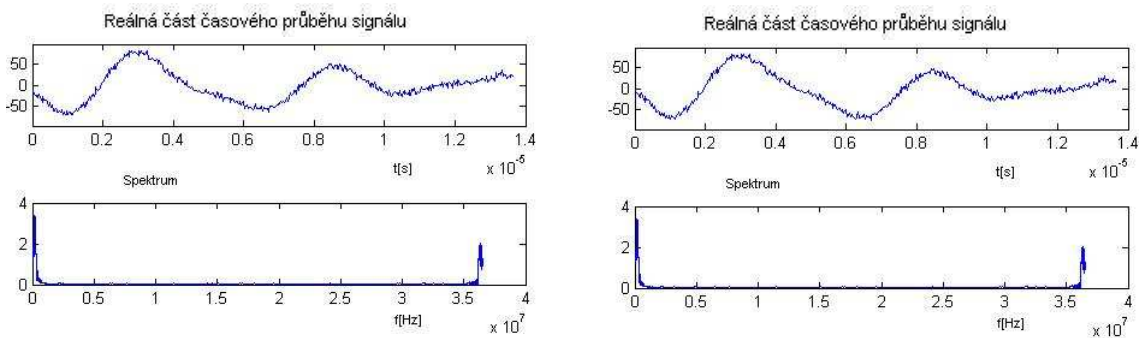 Reálná část časového průběhu signálu
50
0
-50
0 0.2 0.4 0.6 0.8 1 1.2 1.4
t[s]
x 10^-5
Spektrum
4
2
0
0 0.5 1 1.5 2 2.5 3 3.5 4
f[Hz]
x 10^7
Reálná část časového průběhu signálu
50
0
-50
0 0.2 0.4 0.6 0.8 1 1.2 1.4
t[s]
x 10^-5
Spektrum
4
2
0
0 0.5 1 1.5 2 2.5 3 3.5 4
f[Hz]
x 10^7